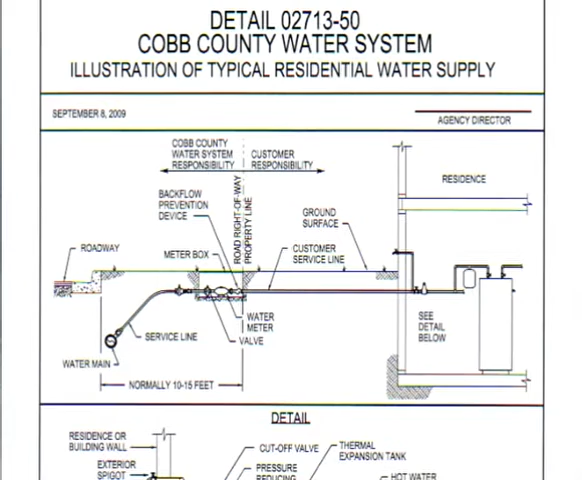 DETAIL 02713-50
COBB COUNTY WATER SYSTEM
ILLUSTRATION OF TYPICAL RESIDENTIAL WATER SUPPLY
SEPTEMBER 8, 2009
AGENCY DIRECTOR
COBB COUNTY
WATER SYSTEM
RESPONSIBILITY
CUSTOMER
RESPONSIBILITY
RESIDENCE
BACKFLOW
PREVENTION
DEVICE
ROAD RIGHT-OF-WAY
PROPERTY LINE
GROUND
SURFACE
ROADWAY
METER BOX
CUSTOMER
SERVICE LINE
WATER
METER
SEE
DETAIL
BELOW
SERVICE LINE
VALVE
WATER MAIN
NORMALLY 10-15 FEET
DETAIL
RESIDENCE OR
BUILDING WALL
CUT-OFF VALVE
THERMAL
EXPANSION TANK
EXTERIOR
SPIGOT
PRESSURE
REDUCING
HOT WATER